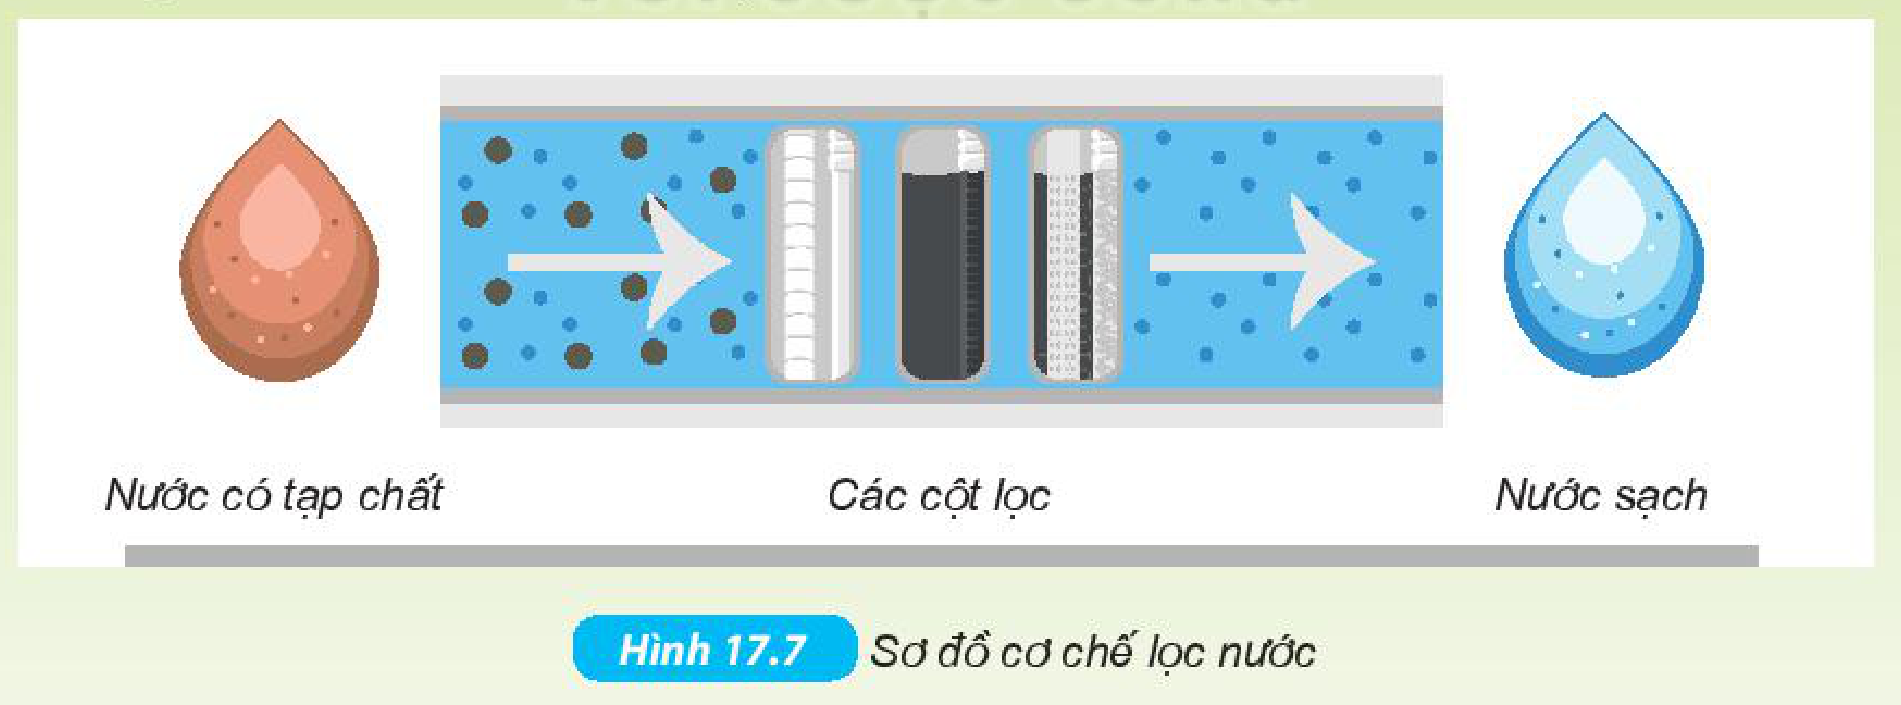 Nước có tạp chất
Các cột lọc
Nước sạch
Hình 17.7 Sơ đồ cơ chế lọc nước